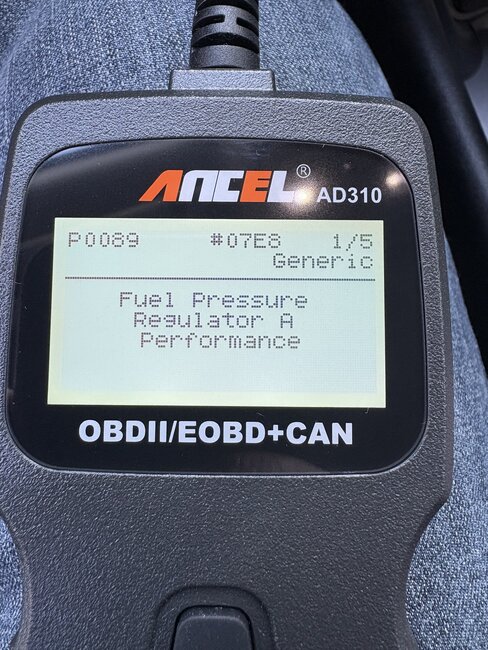 ANCEL® AD310
P0089 #07E8 1/5
Generic
Fuel Pressure
Regulator A
Performance
OBDII/EOBD+CAN